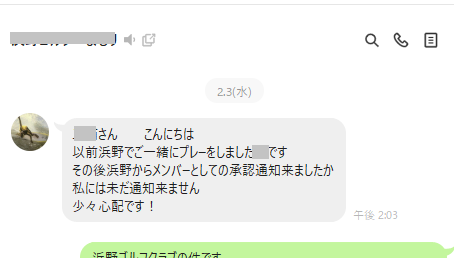 2.3(水)
さん　こんにちは
以前浜野でご一緒にプレーをしました　です
その後浜野からメンバーとしての承認通知来ましたか
私には未だ通知来ません
少々心配です！
午後 2:03
浜野ゴルフクラブの件です